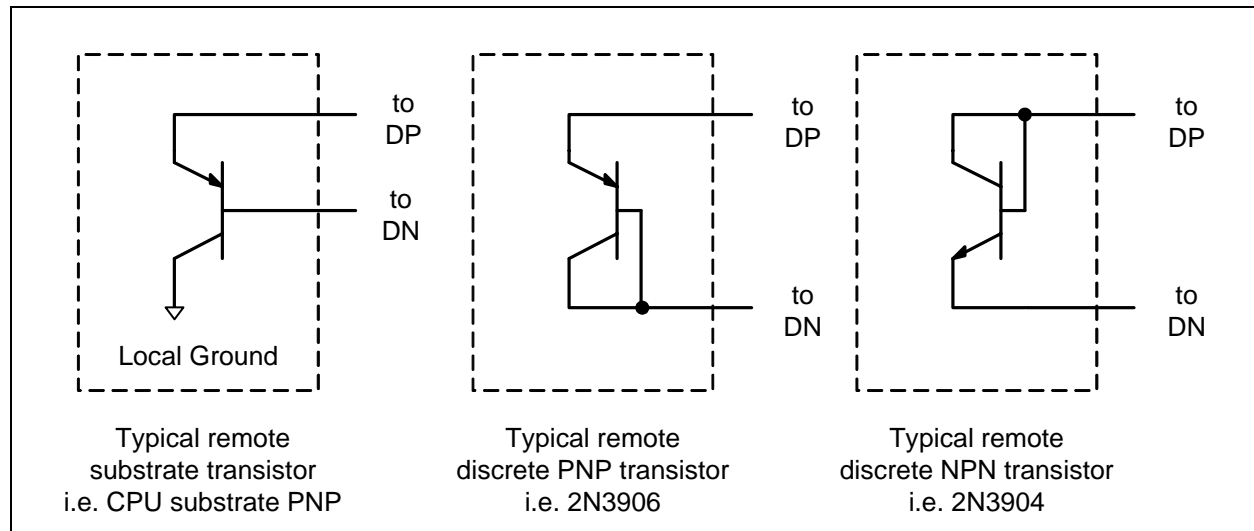 to
DP
to
DN
Local Ground
Typical remote
substrate transistor
i.e. CPU substrate PNP
to
DP
to
DN
Typical remote
discrete PNP transistor
i.e. 2N3906
to
DP
to
DN
Typical remote
discrete NPN transistor
i.e. 2N3904